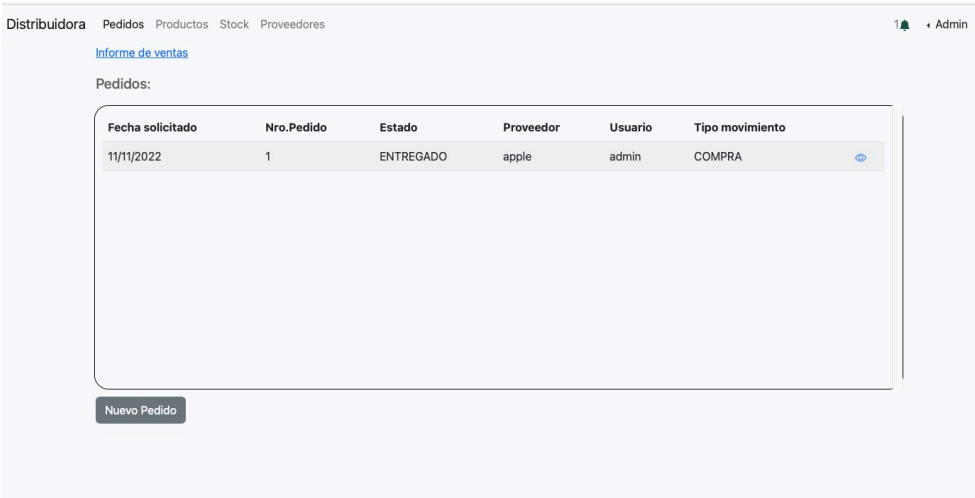 Distribuidora Pedidos Productos Stock Proveedores 1 Admin
Informe de ventas
Pedidos:
Fecha solicitado Nro.Pedido Estado Proveedor Usuario Tipo movimiento
11/11/2022 1 ENTREGADO apple admin COMPRA
Nuevo Pedido